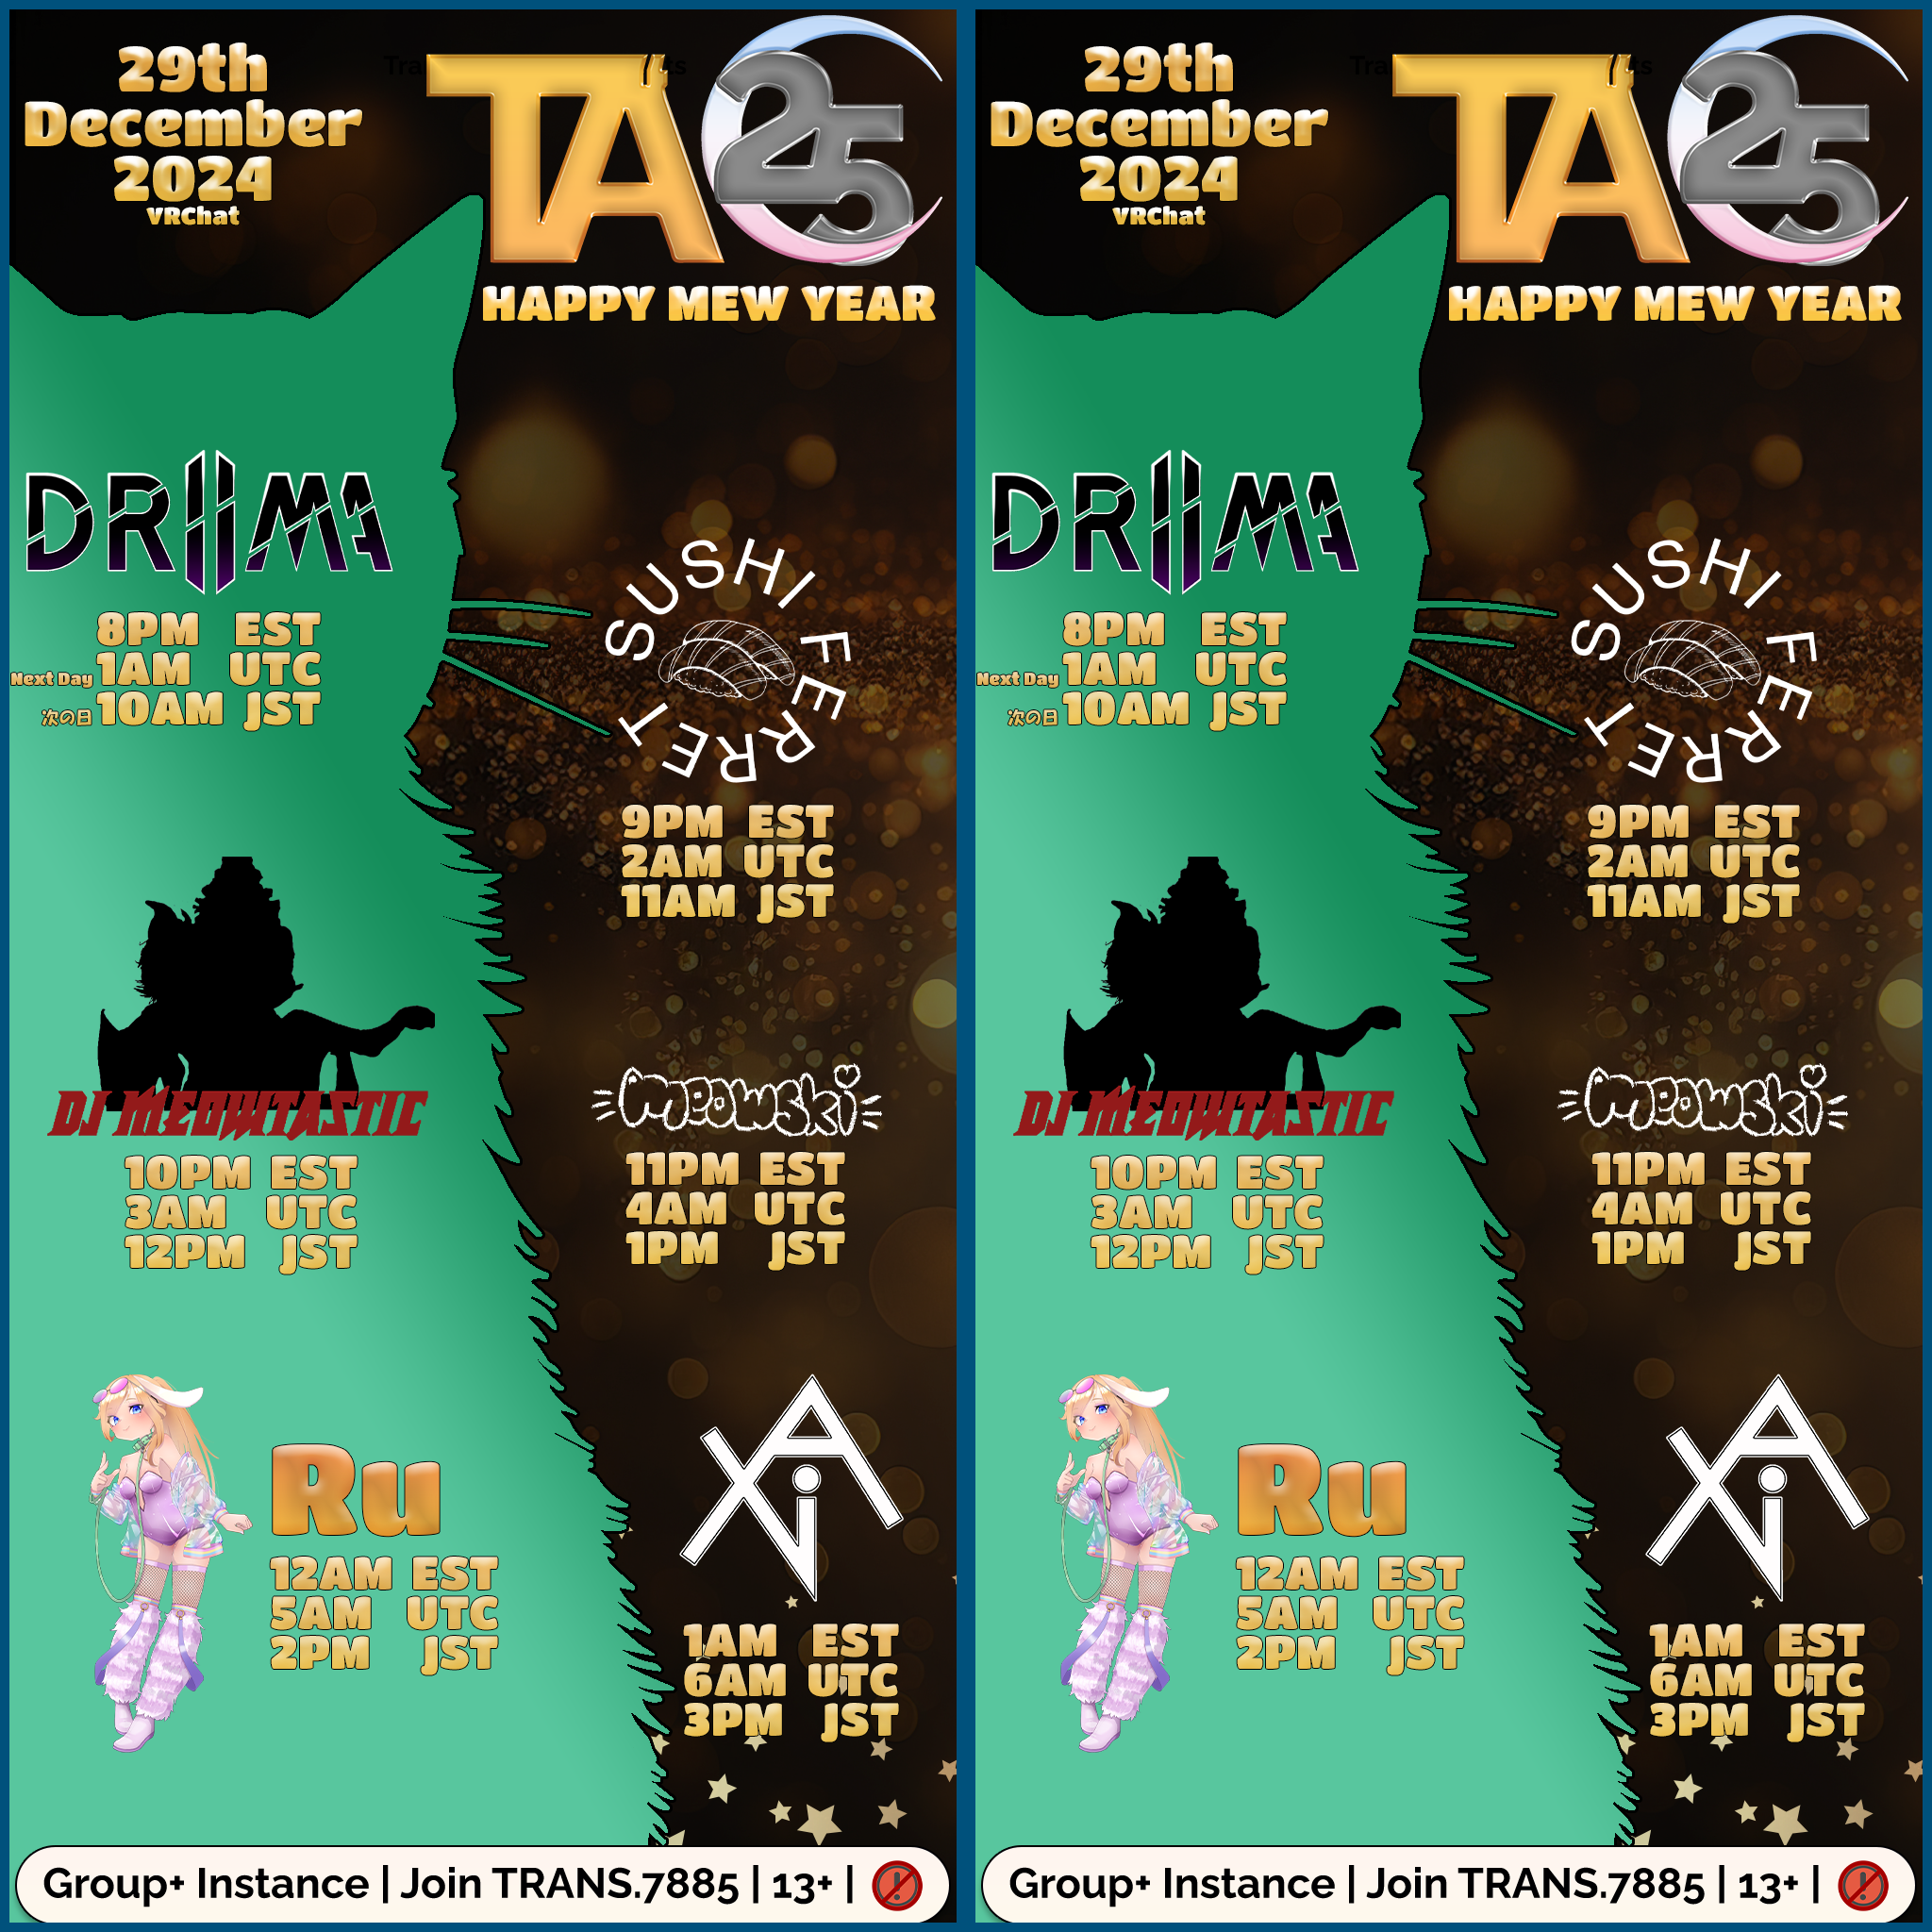 29th
December
2024
VRChat
TA
25
HAPPY MEW YEAR
DRIIMA
8PM EST
Next Day 1AM UTC
次の日 10AM JST
SUSHI FERRET
9PM EST
2AM UTC
11AM JST
DJ MEOWTASTIC
10PM EST
3AM UTC
12PM JST
Meowski
11PM EST
4AM UTC
1PM JST
Ru
12AM EST
5AM UTC
2PM JST
XiA
1AM EST
6AM UTC
3PM JST
Group+ Instance | Join TRANS.7885 | 13+ |
29th
December
2024
VRChat
TA
25
HAPPY MEW YEAR
DRIIMA
8PM EST
Next Day 1AM UTC
次の日 10AM JST
SUSHI FERRET
9PM EST
2AM UTC
11AM JST
DJ MEOWTASTIC
10PM EST
3AM UTC
12PM JST
Meowski
11PM EST
4AM UTC
1PM JST
Ru
12AM EST
5AM UTC
2PM JST
XiA
1AM EST
6AM UTC
3PM JST
Group+ Instance | Join TRANS.7885 | 13+ |